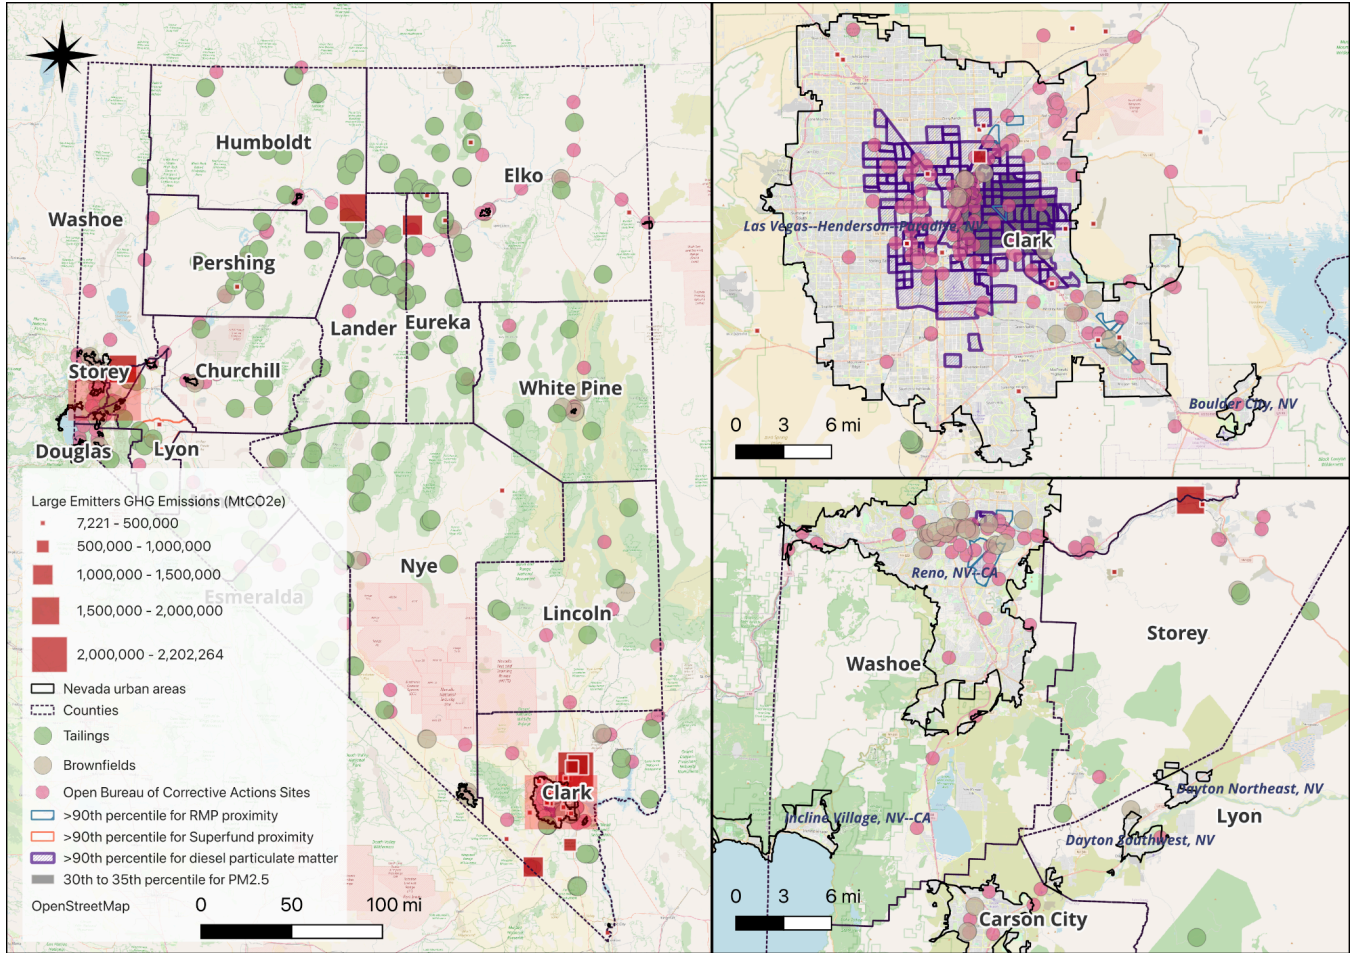 Humboldt
Elko
Washoe
Pershing
Lander
Eureka
Storey
Churchill
White Pine
Douglas
Lyon
Nye
Esmeralda
Lincoln
Clark
Large Emitters GHG Emissions (MtCO2e)
7,221 - 500,000
500,000 - 1,000,000
1,000,000 - 1,500,000
1,500,000 - 2,000,000
2,000,000 - 2,202,264
Nevada urban areas
Counties
Tailings
Brownfields
Open Bureau of Corrective Actions Sites
>90th percentile for RMP proximity
>90th percentile for Superfund proximity
>90th percentile for diesel particulate matter
30th to 35th percentile for PM2.5
OpenStreetMap
0 50 100 mi
Las Vegas--Henderson--Paradise, NV
Clark
Boulder City, NV
0 3 6 mi
Reno, NV--CA
Storey
Washoe
Dayton Northeast, NV
Incline Village, NV--CA
Lyon
Dayton Southwest, NV
0 3 6 mi
Carson City